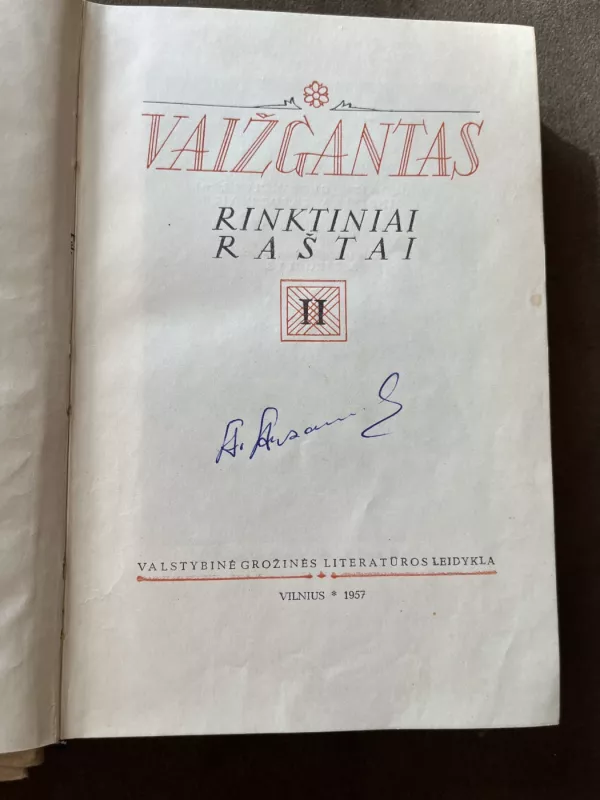 VAIŽGANTAS
RINKTINIAI
RAŠTAI
II
VALSTYBINĖ GROŽINĖS LITERATŪROS LEIDYKLA
VILNIUS * 1957